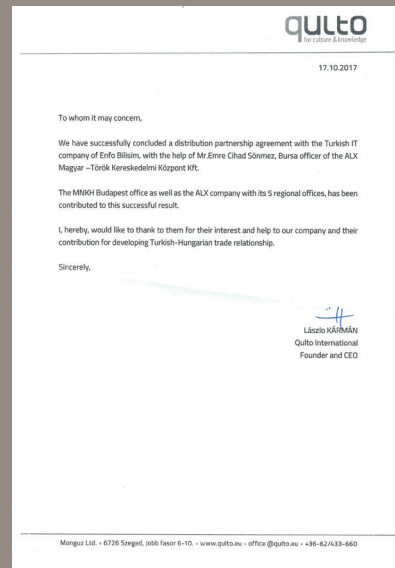 qulto
for culture & knowledge
17.10.2017
To whom it may concern,
We have successfully concluded a distribution partnership agreement with the Turkish IT
company of Enfo Bilisim, with the help of Mr.Emre Cihad Sönmez, Bursa officer of the ALX
Magyar –Török Kereskedelmi Központ Kft.
The MNKH Budapest office as well as the ALX company with its 5 regional offices, has been
contributed to this successful result.
I, hereby, would like to thank to them for their interest and help to our company and their
contribution for developing Turkish-Hungarian trade relationship.
Sincerely,
László KÁRMÁN
Qulto International
Founder and CEO
Monguz Ltd. • 6726 Szeged, Jobb fasor 6-10. • www.qulto.eu • office @qulto.eu • +36-62/433-660